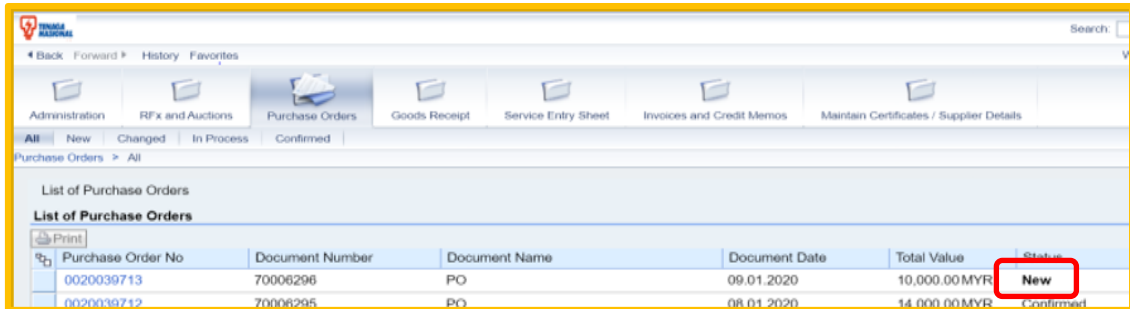 TENAGA
NASIONAL
Search:
Back Forward History Favorites
Administration RFx and Auctions Purchase Orders Goods Receipt Service Entry Sheet Invoices and Credit Memos Maintain Certificates / Supplier Details
All New Changed In Process Confirmed
Purchase Orders > All
List of Purchase Orders
List of Purchase Orders
Print
Purchase Order No Document Number Document Name Document Date Total Value Status
0020039713 70006296 PO 09.01.2020 10,000.00 MYR New
0020039712 70006295 PO 08.01.2020 14,000.00 MYR Confirmed